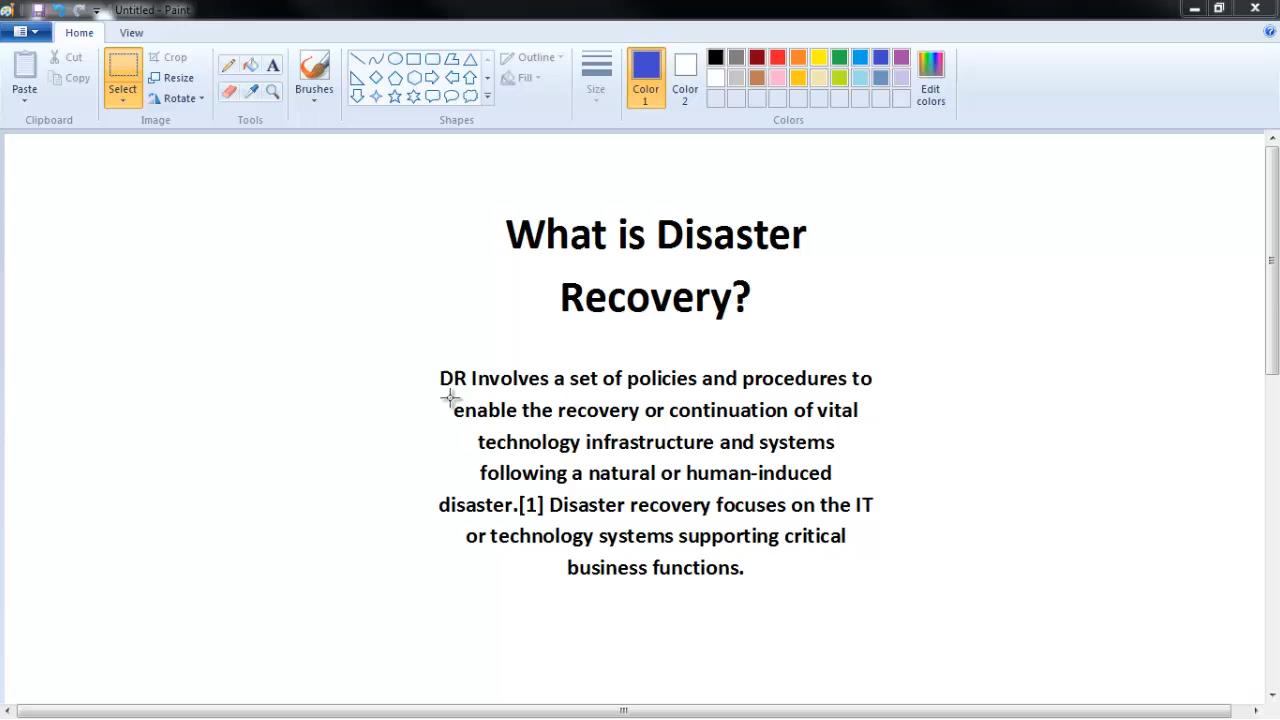 Untitled - Paint
Home
View
Paste
Cut
Copy
Clipboard
Select
Crop
Resize
Rotate
Image
Tools
Brushes
Shapes
Outline
Fill
Size
Color
1
Color
2
Edit
colors
Colors
What is Disaster
Recovery?
DR Involves a set of policies and procedures to
enable the recovery or continuation of vital
technology infrastructure and systems
following a natural or human-induced
disaster.[1] Disaster recovery focuses on the IT
or technology systems supporting critical
business functions.